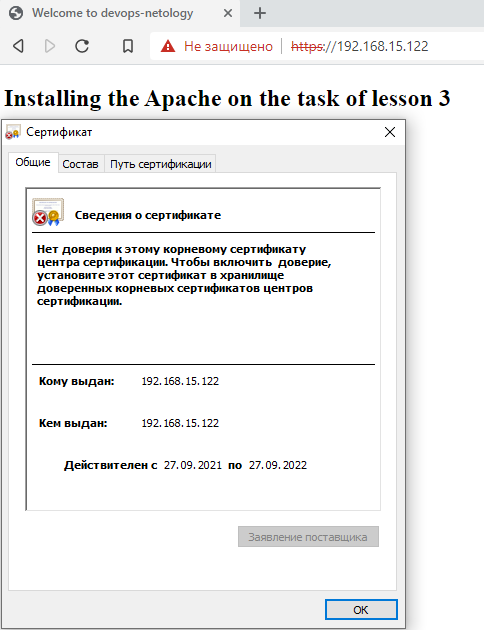 Welcome to devops-netology
Не защищено https://192.168.15.122
Installing the Apache on the task of lesson 3
Сертификат
Общие Состав Путь сертификации
Сведения о сертификате
Нет доверия к этому корневому сертификату
центра сертификации. Чтобы включить доверие,
установите этот сертификат в хранилище
доверенных корневых сертификатов центров
сертификации.
Кому выдан: 192.168.15.122
Кем выдан: 192.168.15.122
Действителен с 27.09.2021 по 27.09.2022
Заявление поставщика
OK